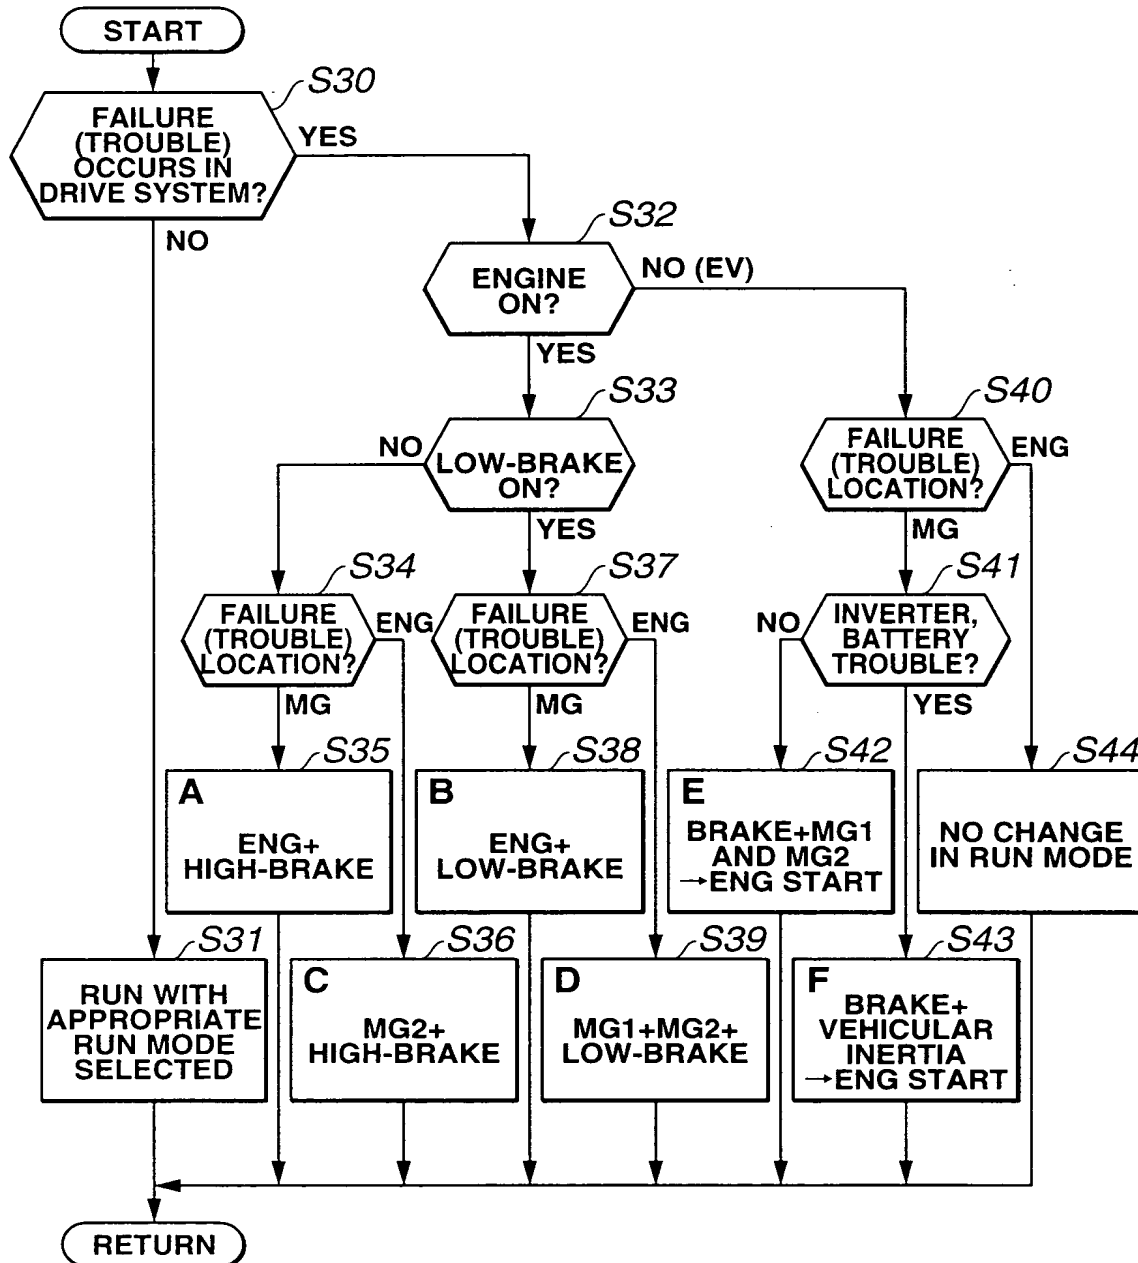 START
S30
FAILURE
(TROUBLE)
OCCURS IN
DRIVE SYSTEM?
YES
NO
S32
ENGINE
ON?
NO (EV)
YES
S33
LOW-BRAKE
ON?
NO
YES
S40
FAILURE
(TROUBLE)
LOCATION?
ENG
MG
S34
FAILURE
(TROUBLE)
LOCATION?
ENG
MG
S37
FAILURE
(TROUBLE)
LOCATION?
ENG
MG
S41
INVERTER,
BATTERY
TROUBLE?
NO
YES
S35
A
ENG+
HIGH-BRAKE
S38
B
ENG+
LOW-BRAKE
S42
E
BRAKE+MG1
AND MG2
→ENG START
S44
NO CHANGE
IN RUN MODE
S31
RUN WITH
APPROPRIATE
RUN MODE
SELECTED
S36
C
MG2+
HIGH-BRAKE
S39
D
MG1+MG2+
LOW-BRAKE
S43
F
BRAKE+
VEHICULAR
INERTIA
→ENG START
RETURN